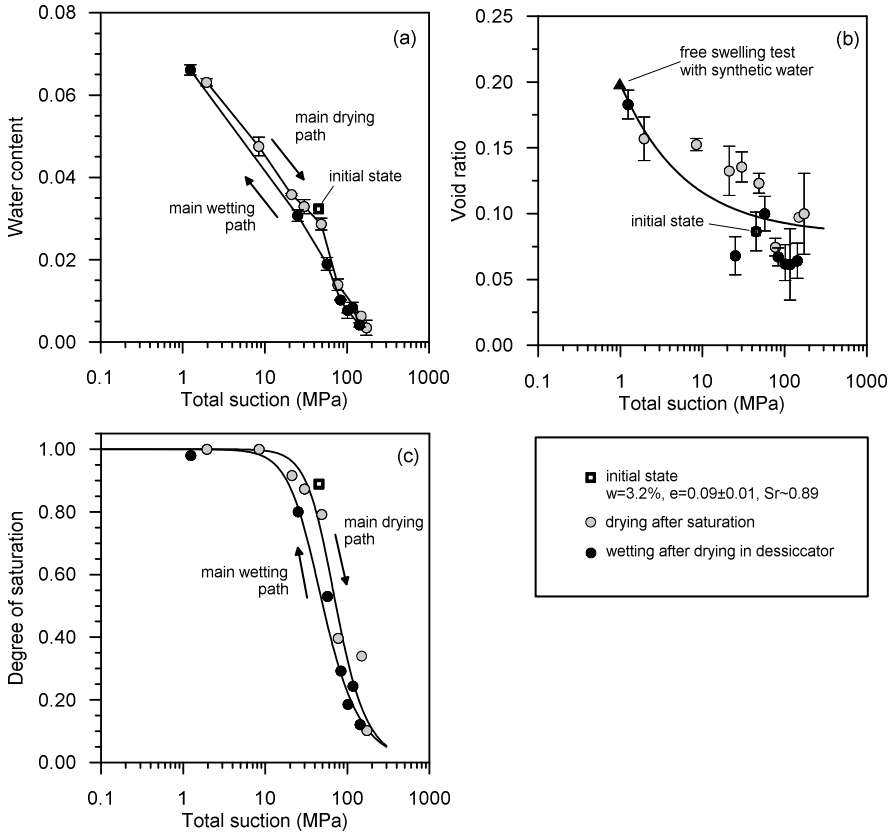 (a)
0.08
0.06
0.04
0.02
0.00
Water content
main drying
path
initial state
main wetting
path
0.1
1
10
100
1000
Total suction (MPa)
(b)
0.25
0.20
0.15
0.10
0.05
0.00
Void ratio
free swelling test
with synthetic water
initial state
0.1
1
10
100
1000
Total suction (MPa)
(c)
1.00
0.80
0.60
0.40
0.20
0.00
Degree of saturation
main drying
path
main wetting
path
0.1
1
10
100
1000
Total suction (MPa)
initial state
w=3.2%, e=0.09±0.01, Sr~0.89
drying after saturation
wetting after drying in dessiccator